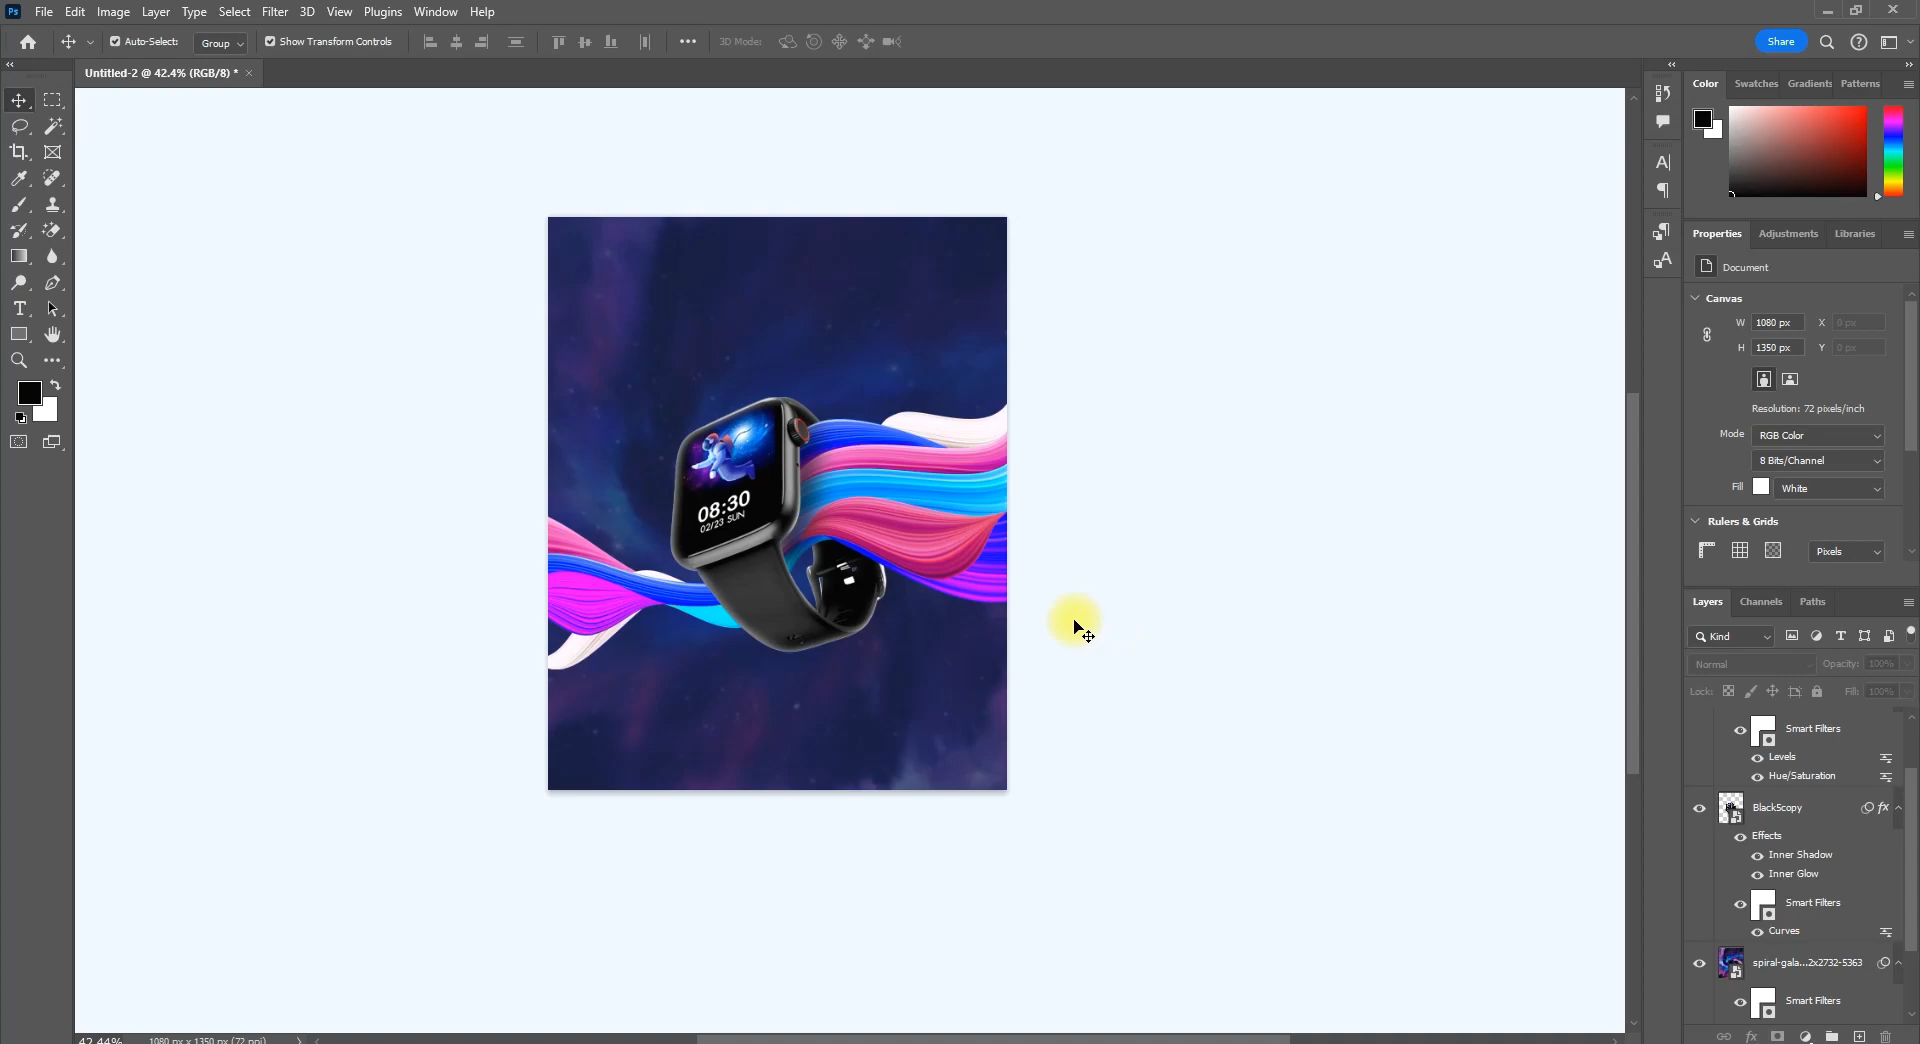 Ps File Edit Image Layer Type Select Filter 3D View Plugins Window Help
Auto-Select: Group Show Transform Controls 3D Mode: Share
Untitled-2 @ 42.4% (RGB/8) *
Color Swatches Gradients Patterns
Properties Adjustments Libraries
Document
Canvas
W 1080 px X 0 px
H 1350 px Y 0 px
Resolution: 72 pixels/inch
Mode RGB Color
8 Bits/Channel
Fill White
Rulers & Grids
Pixels
Layers Channels Paths
Kind
Normal Opacity: 100%
Lock: Fill: 100%
Smart Filters
Levels
Hue/Saturation
BlackScopy fx
Effects
Inner Shadow
Inner Glow
Smart Filters
Curves
spiral-gala...2x2732-5363
Smart Filters
08:30
02/23 SUN
42.44% 1080 px x 1350 px (72 ppi)